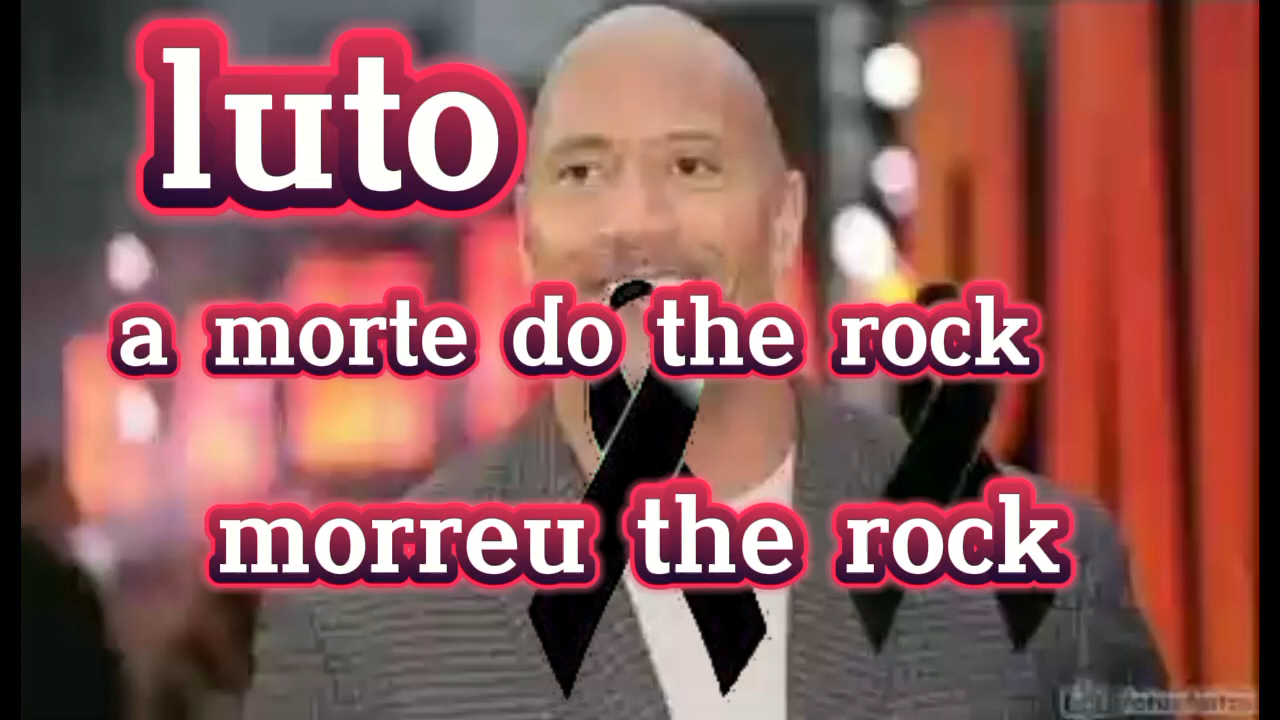 luto
a morte do the rock
morreu the rock